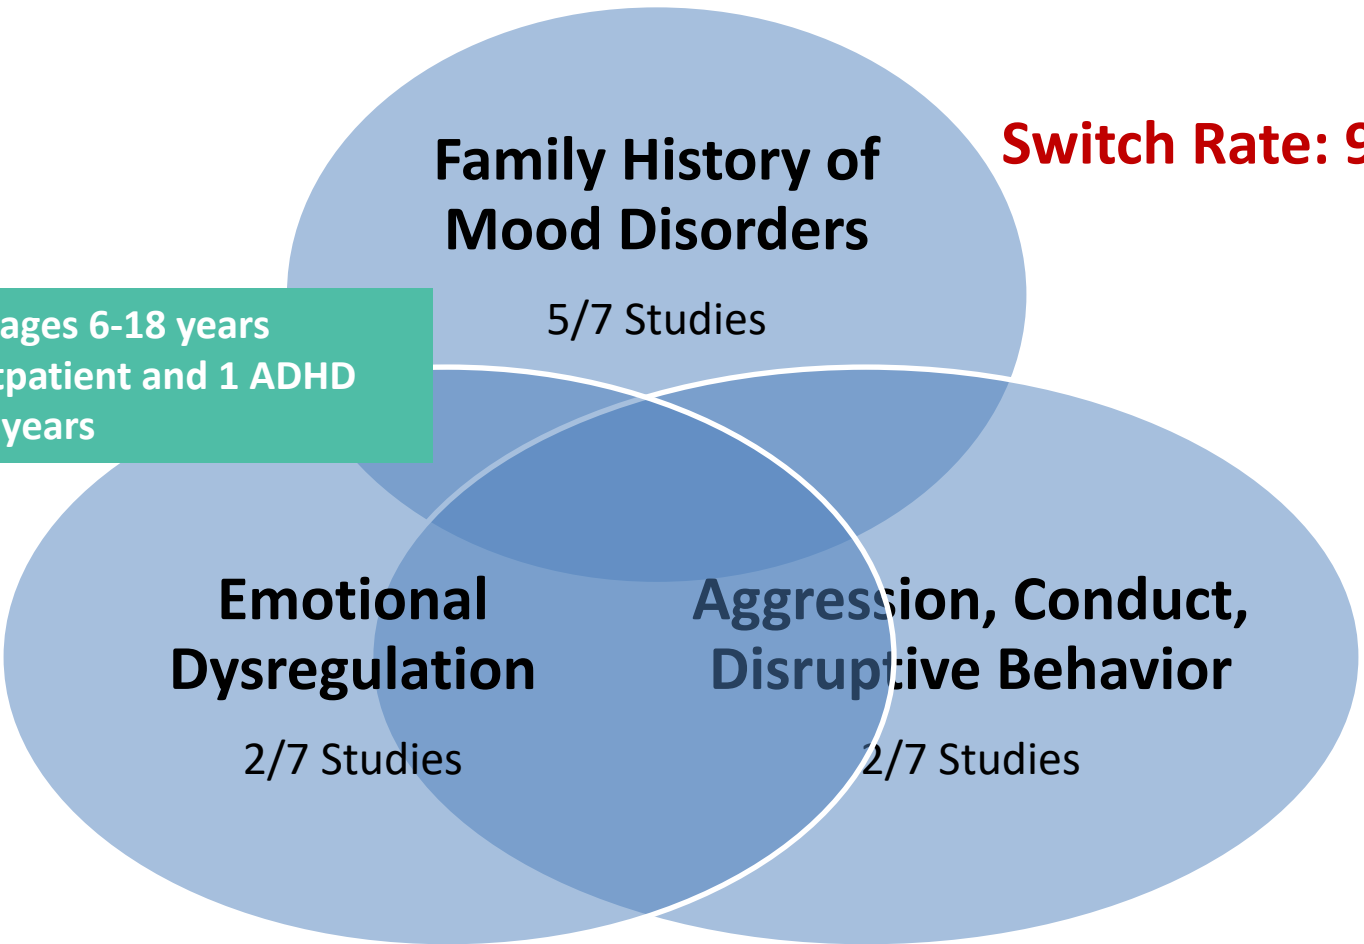 Family History of
Mood Disorders
5/7 Studies
Switch Rate: 9
ages 6-18 years
tpatient and 1 ADHD
years
Emotional
Dysregulation
2/7 Studies
Aggression, Conduct,
Disruptive Behavior
2/7 Studies